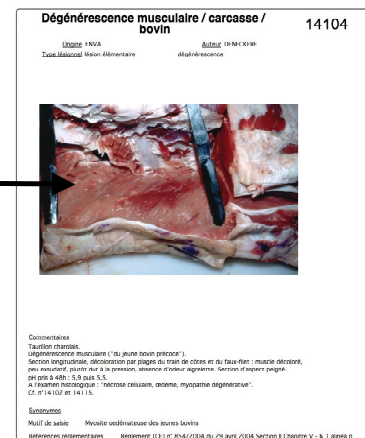 Dégénérescence musculaire / carcasse / bovin
14104
Origine ENVA
Auteur DENECHERE
Type lésionnel lésion élémentaire
dégénérescence
Commentaires
Taurillon charolais.
Dégénérescence musculaire ("du jeune bovin précoce").
Section longitudinale, décoloration par plages du train de côtes et du faux-filet : muscle décoloré,
peu exsudatif, plutôt dur à la pression, absence d'odeur aigrelette. Section d'aspect peigné.
pH pris à 48h : 5,9 puis 5,5.
A l'examen histologique : "nécrose cellulaire, œdème, myopathie dégénérative".
Cf. n°14102 et 14115.
Synonymes
Motif de saisie Myosite œdémateuse des jeunes bovins
Références réglementaires Règlement (CE) n° 854/2004 du 29 avril 2004 Section II Chapitre V - § 1 alinéa p